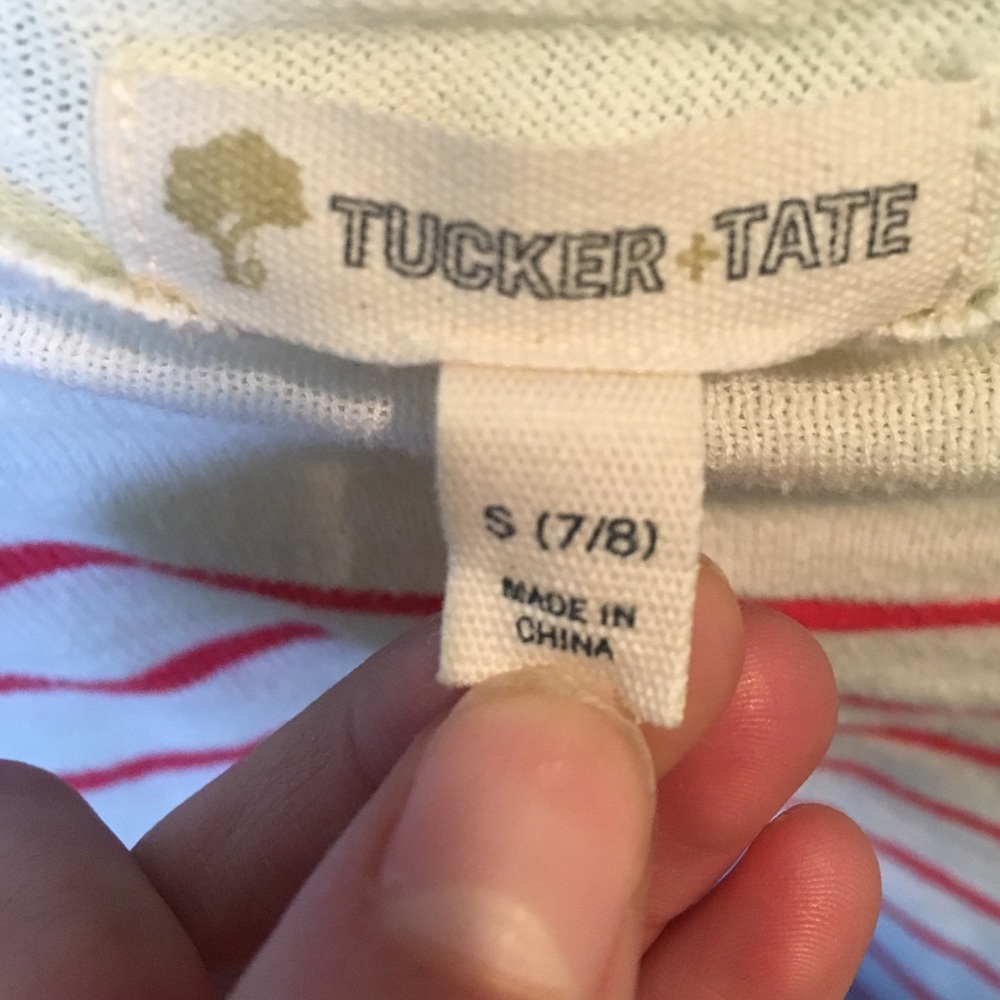 TUCKER + TATE
S (7/8)
MADE IN
CHINA